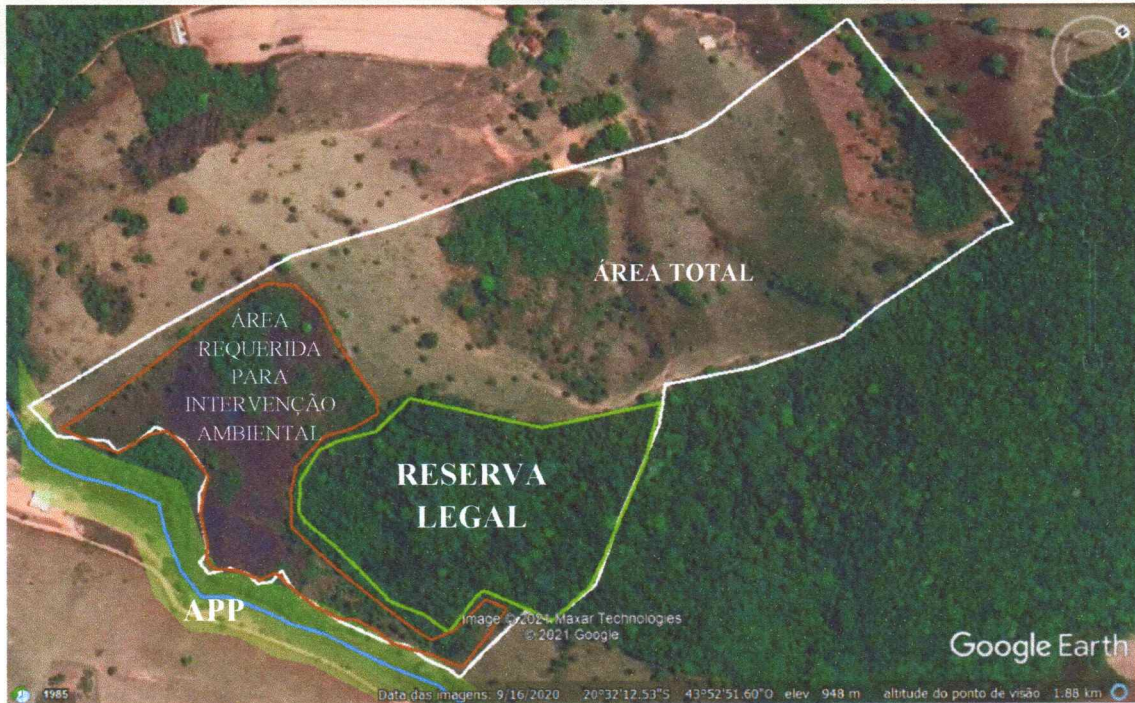 N
ÁREA TOTAL
ÁREA
REQUERIDA
PARA
INTERVENÇÃO
AMBIENTAL
RESERVA
LEGAL
APP
Image © 2021 Maxar Technologies
© 2021 Google
Google Earth
1985
Data das imagens: 9/16/2020 20°32'12.53"S 43°52'51.60"O elev 948 m altitude do ponto de visão 1.88 km